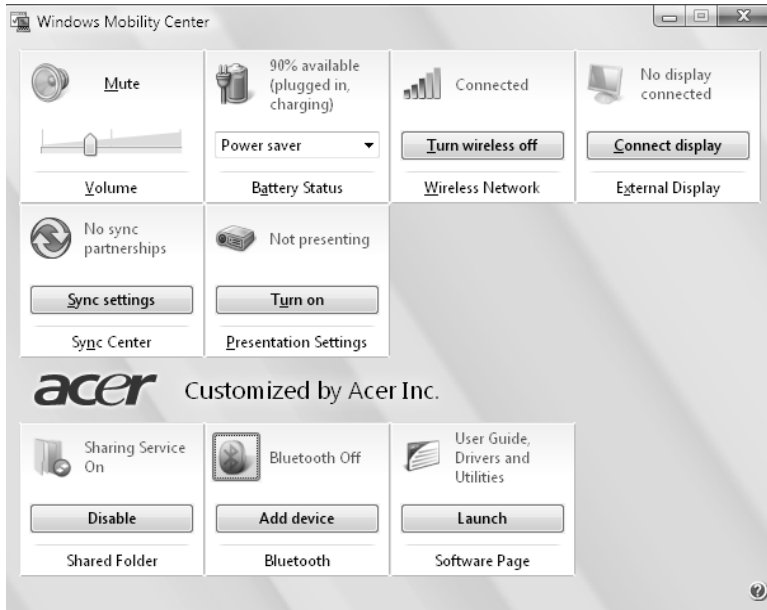 Windows Mobility Center
Mute
Volume
90% available
(plugged in,
charging)
Power saver
Battery Status
Connected
Turn wireless off
Wireless Network
No display
connected
Connect display
External Display
No sync
partnerships
Sync settings
Sync Center
Not presenting
Turn on
Presentation Settings
acer Customized by Acer Inc.
Sharing Service
On
Disable
Shared Folder
Bluetooth Off
Add device
Bluetooth
User Guide,
Drivers and
Utilities
Launch
Software Page